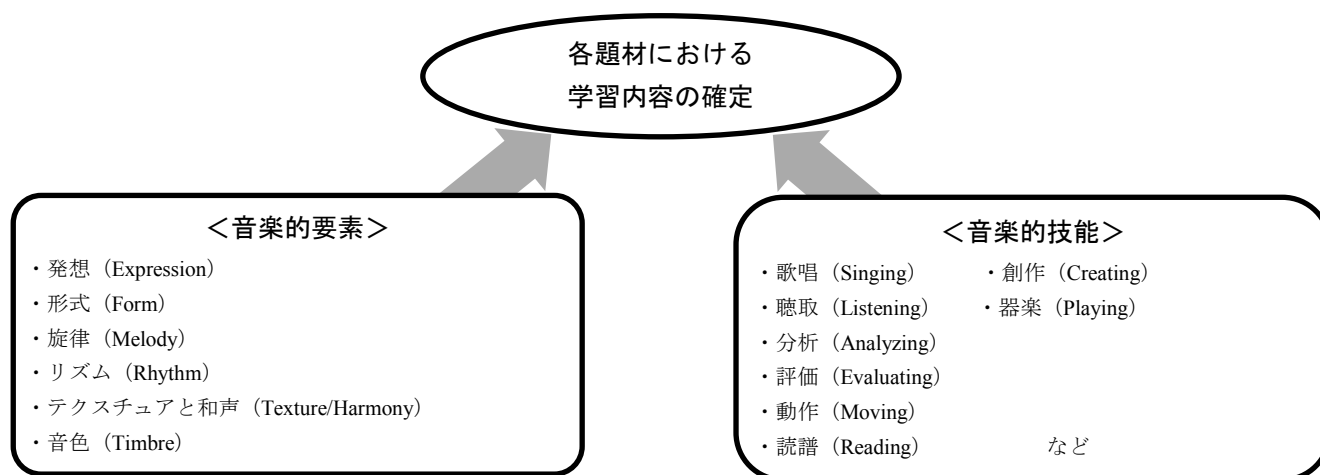 各題材における
学習内容の確定
＜音楽的要素＞
・発想（Expression）
・形式（Form）
・旋律（Melody）
・リズム（Rhythm）
・テクスチュアと和声（Texture/Harmony）
・音色（Timbre）
＜音楽的技能＞
・歌唱（Singing） ・創作（Creating）
・聴取（Listening） ・器楽（Playing）
・分析（Analyzing）
・評価（Evaluating）
・動作（Moving）
・読譜（Reading） など